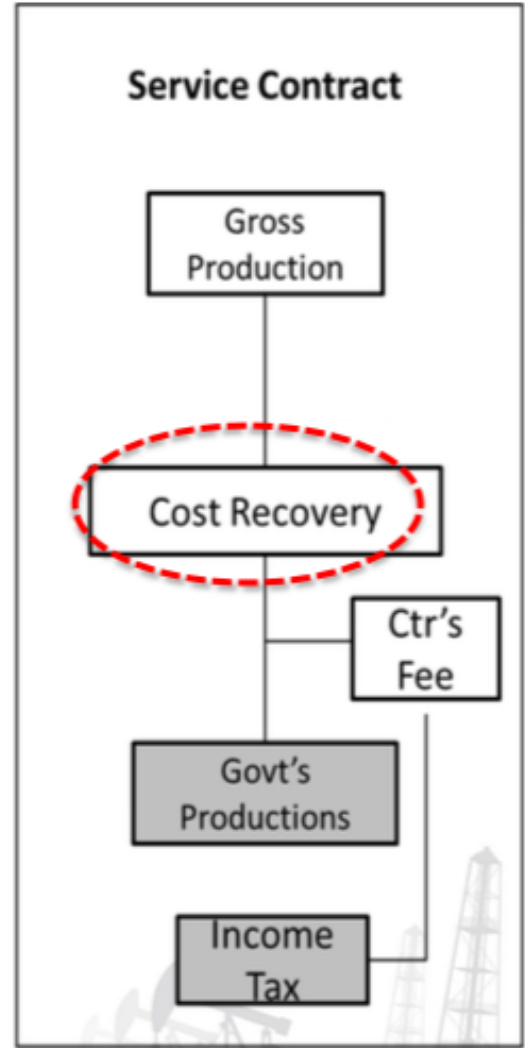 Service Contract
Gross
Production
Cost Recovery
Ctr's
Fee
Govt's
Productions
Income
Tax